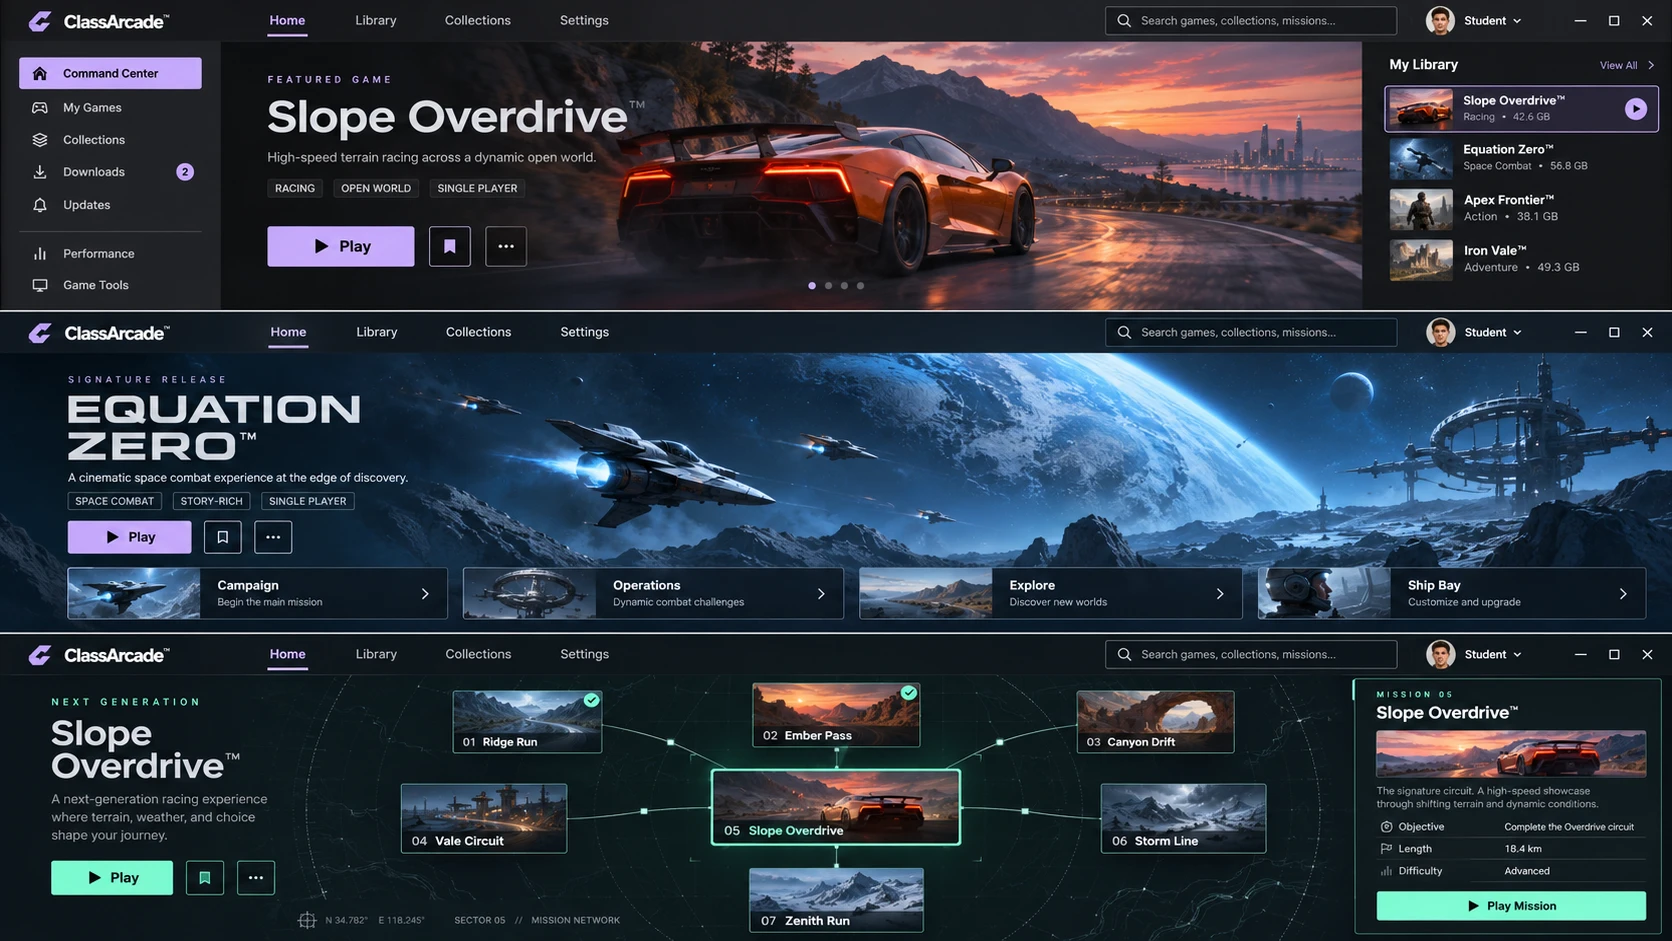 ClassArcade™
Home
Library
Collections
Settings
Search games, collections, missions...
Student
Command Center
My Games
Collections
Downloads
2
Updates
Performance
Game Tools
FEATURED GAME
Slope Overdrive™
High-speed terrain racing across a dynamic open world.
RACING
OPEN WORLD
SINGLE PLAYER
Play
My Library
View All
Slope Overdrive™
Racing • 42.6 GB
Equation Zero™
Space Combat • 56.8 GB
Apex Frontier™
Action • 38.1 GB
Iron Vale™
Adventure • 49.3 GB
ClassArcade™
Home
Library
Collections
Settings
Search games, collections, missions...
Student
SIGNATURE RELEASE
EQUATION
ZERO™
A cinematic space combat experience at the edge of discovery.
SPACE COMBAT
STORY-RICH
SINGLE PLAYER
Play
Campaign
Begin the main mission
Operations
Dynamic combat challenges
Explore
Discover new worlds
Ship Bay
Customize and upgrade
ClassArcade™
Home
Library
Collections
Settings
Search games, collections, missions...
Student
NEXT GENERATION
Slope
Overdrive™
A next-generation racing experience
where terrain, weather, and choice
shape your journey.
Play
01 Ridge Run
02 Ember Pass
03 Canyon Drift
04 Vale Circuit
05 Slope Overdrive
06 Storm Line
07 Zenith Run
N 34.782° E 118.245° SECTOR 05 // MISSION NETWORK
MISSION 05
Slope Overdrive™
The signature circuit. A high-speed showcase
through shifting terrain and dynamic conditions.
Objective Complete the Overdrive circuit
Length 18.4 km
Difficulty Advanced
Play Mission